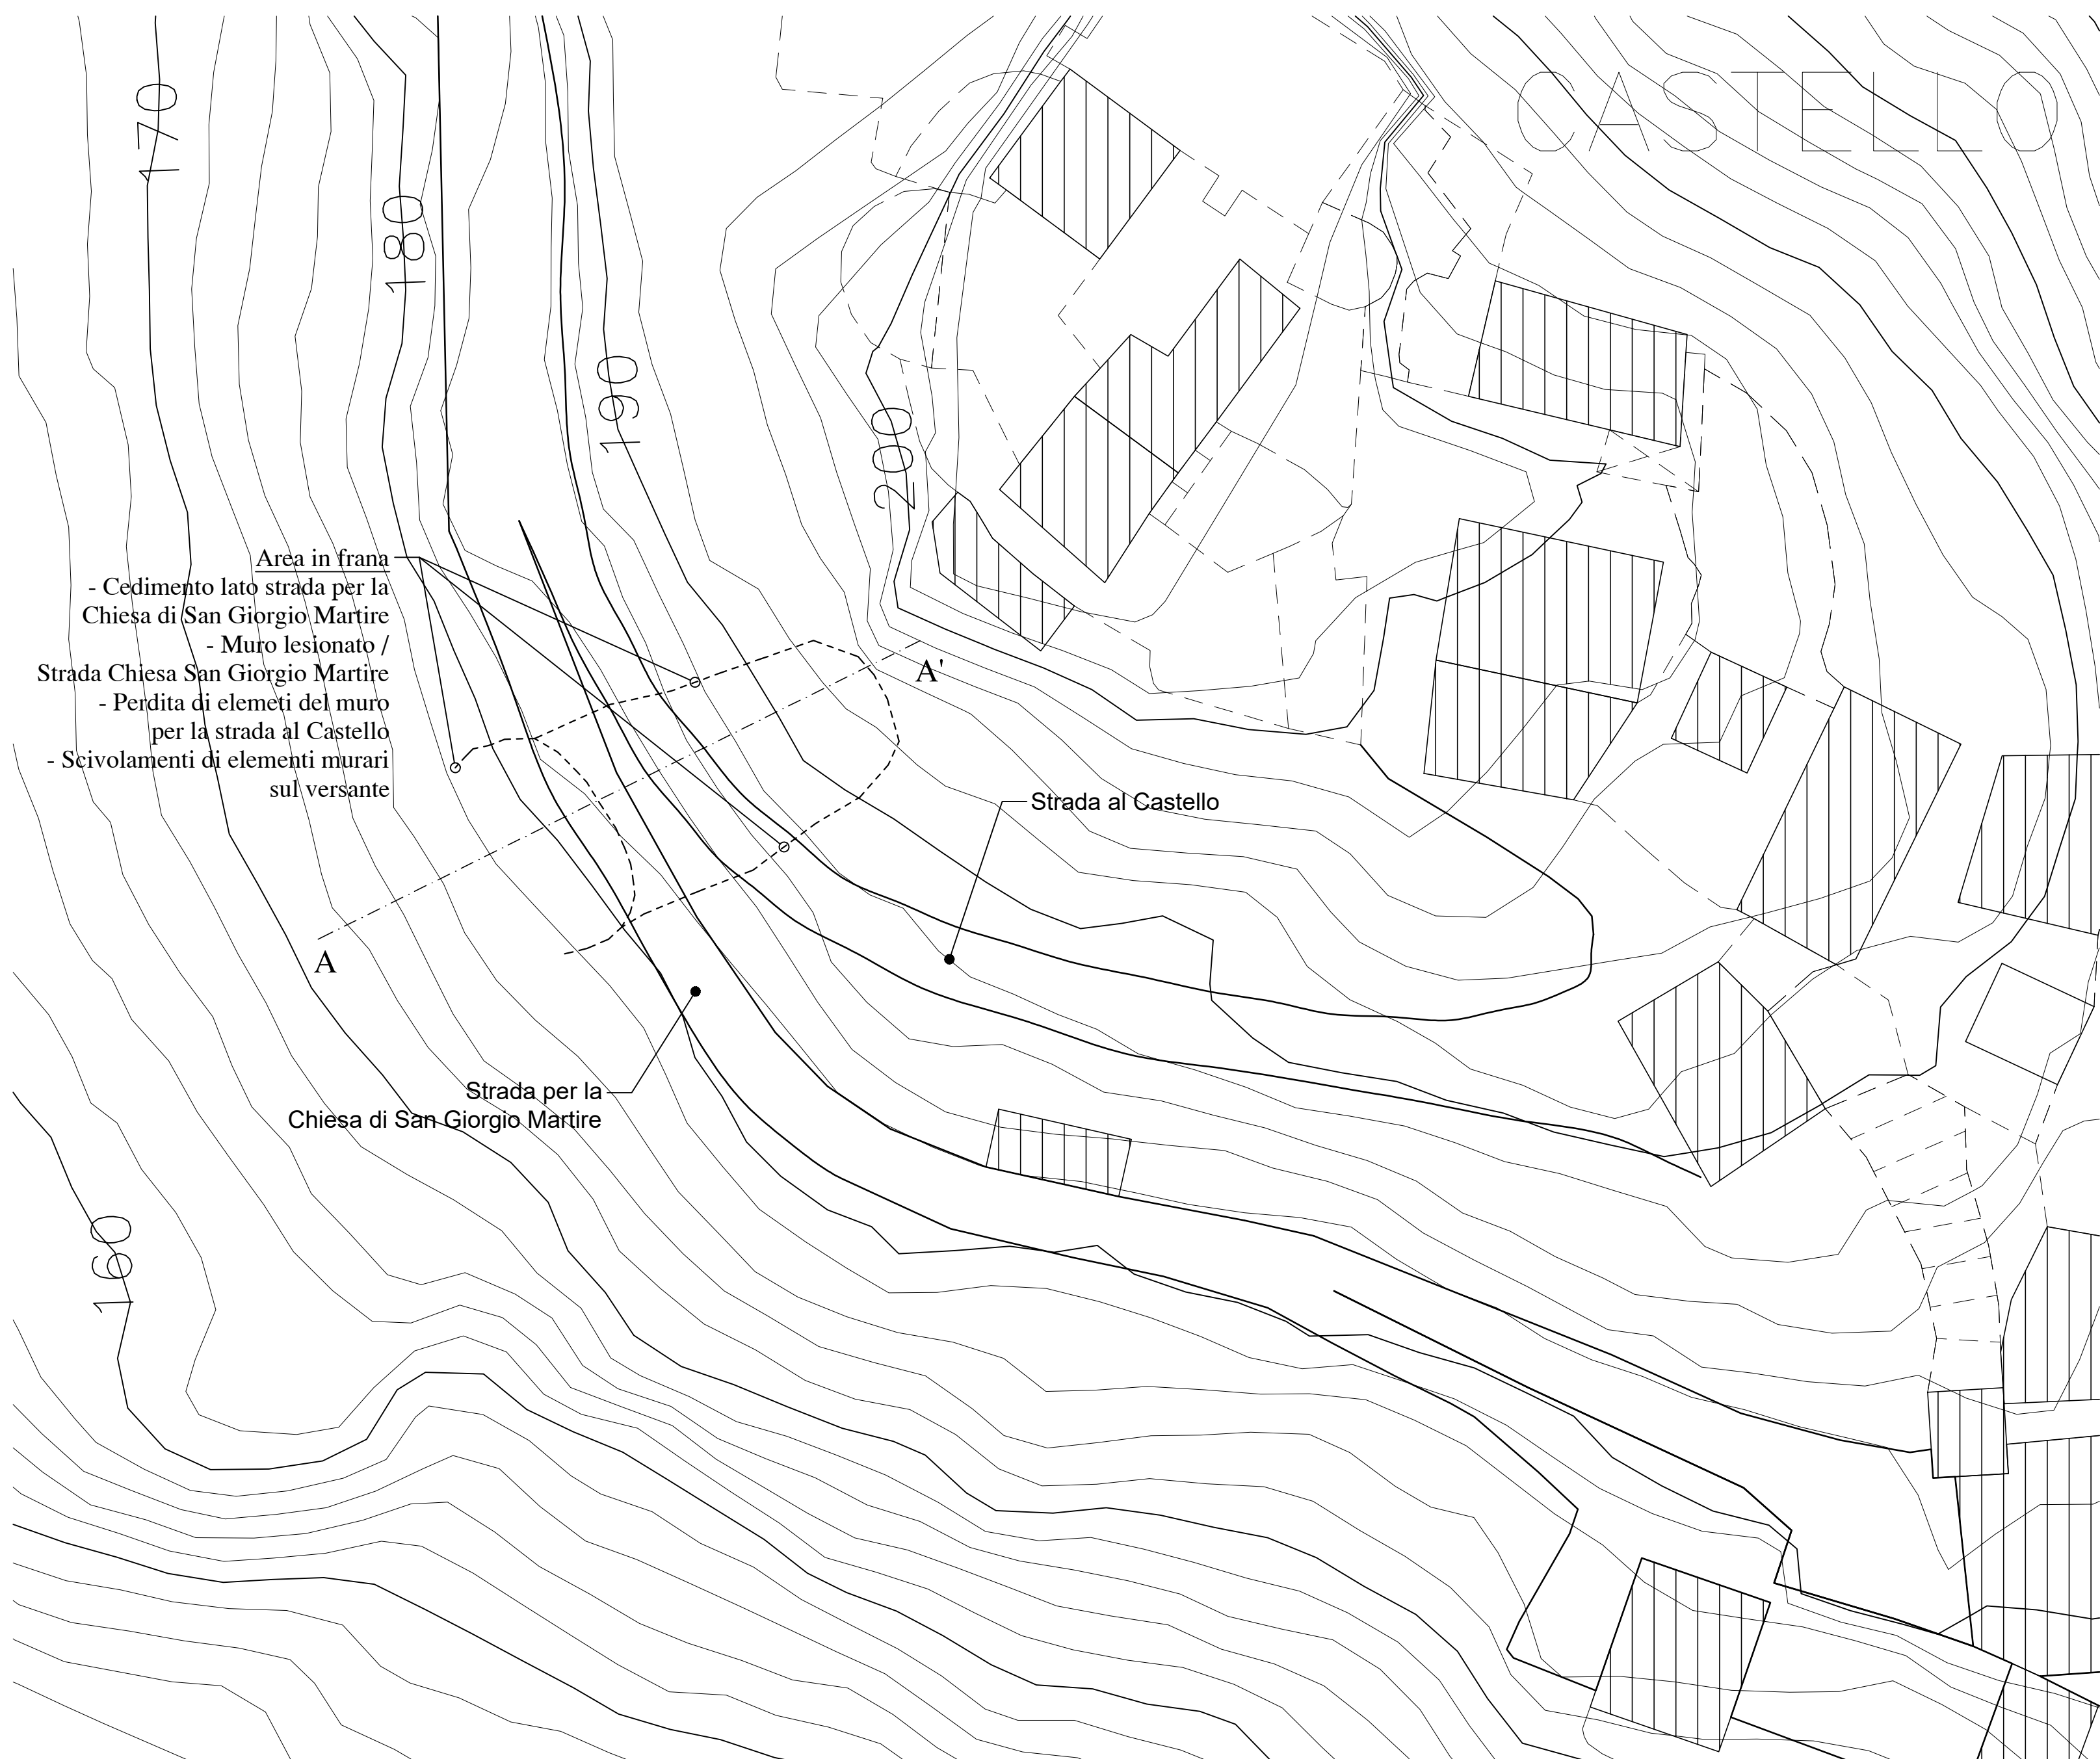 CASTELLO
170
180
190
200
Area in frana
- Cedimento lato strada per la
Chiesa di San Giorgio Martire
- Muro lesionato /
Strada Chiesa San Giorgio Martire
- Perdita di elemeti del muro
per la strada al Castello
- Scivolamenti di elementi murari
sul versante
A'
Strada al Castello
A
Strada per la
Chiesa di San Giorgio Martire
160